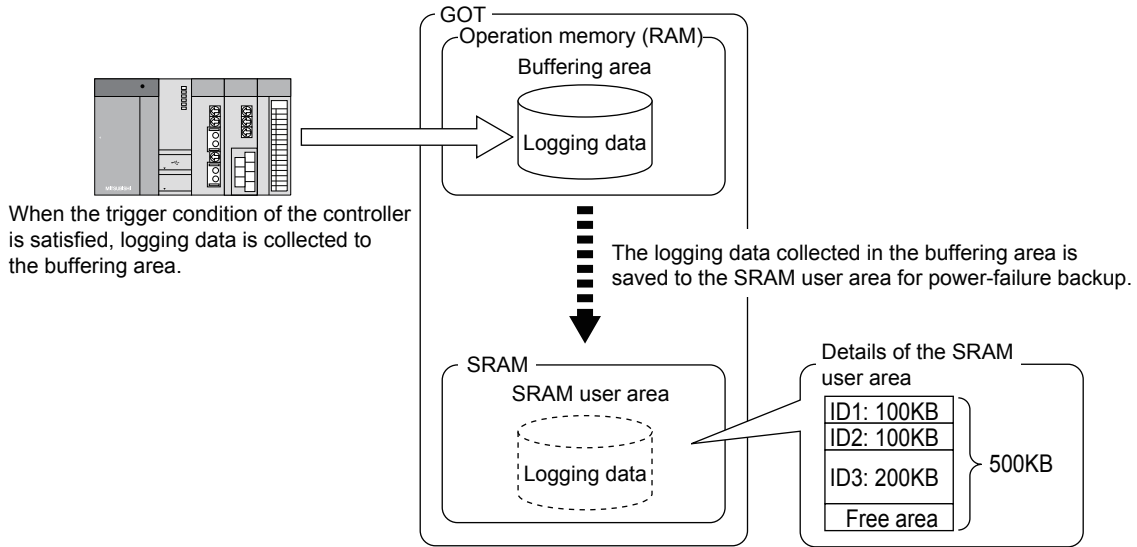 GOT
Operation memory (RAM)
Buffering area
Logging data
MITSUBISHI
When the trigger condition of the controller
is satisfied, logging data is collected to
the buffering area.
The logging data collected in the buffering area is
saved to the SRAM user area for power-failure backup.
SRAM
SRAM user area
Logging data
Details of the SRAM
user area
ID1: 100KB
ID2: 100KB
ID3: 200KB
Free area
500KB